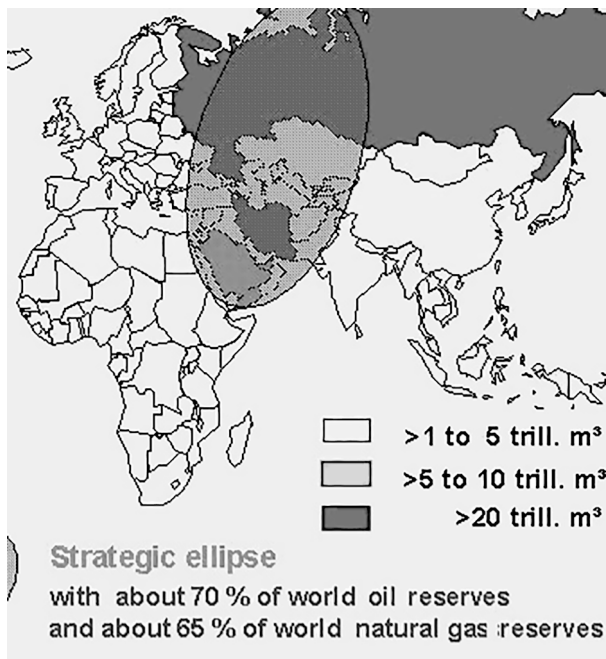 >1 to 5 trill. m³
>5 to 10 trill. m³
>20 trill. m³
Strategic ellipse
with about 70 % of world oil reserves
and about 65 % of world natural gas reserves